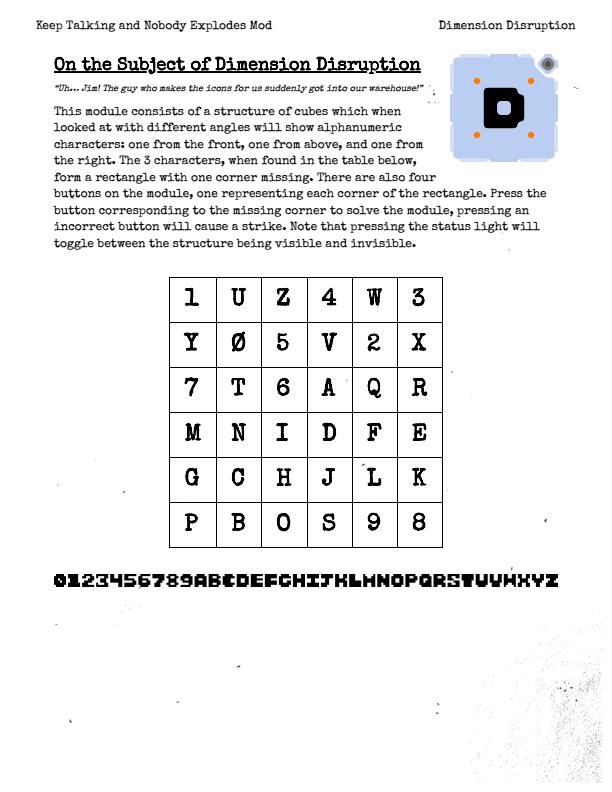 Keep Talking and Nobody Explodes Mod
Dimension Disruption
On the Subject of Dimension Disruption
“Uh... Jim! The guy who makes the icons for us suddenly got into our warehouse!”
This module consists of a structure of cubes which when
looked at with different angles will show alphanumeric
characters: one from the front, one from above, and one from
the right. The 3 characters, when found in the table below,
form a rectangle with one corner missing. There are also four
buttons on the module, one representing each corner of the rectangle. Press the
button corresponding to the missing corner to solve the module, pressing an
incorrect button will cause a strike. Note that pressing the status light will
toggle between the structure being visible and invisible.
1 U Z 4 W 3
Y Ø 5 V 2 X
7 T 6 A Q R
M N I D F E
G C H J L K
P B O S 9 8
0123456789ABCDEFGHIJKLMNOPQRSTUVWXYZ